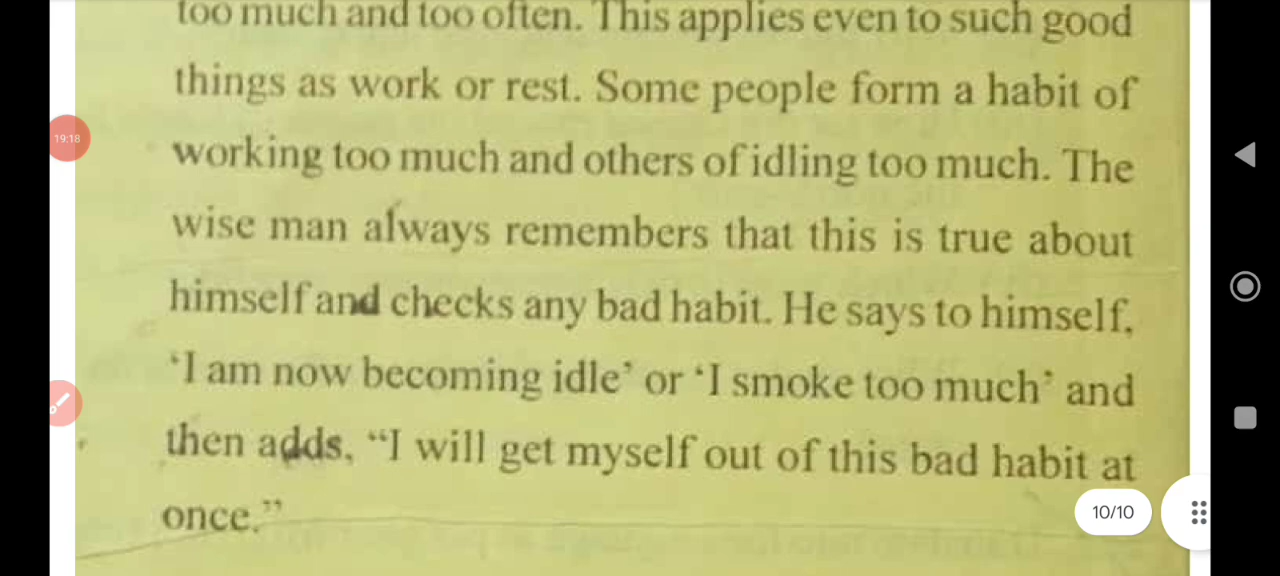 too much and too often. This applies even to such good
things as work or rest. Some people form a habit of
19:18
working too much and others of idling too much. The
wise man always remembers that this is true about
himself and checks any bad habit. He says to himself,
'I am now becoming idle' or 'I smoke too much' and
then adds, “I will get myself out of this bad habit at
once.”
10/10